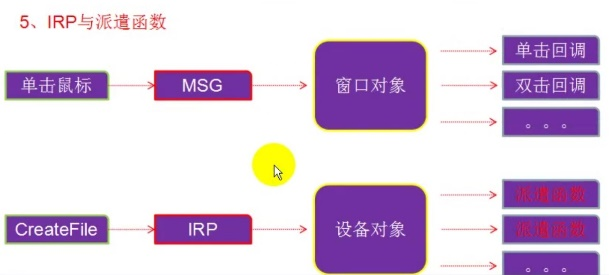 5、IRP与派遣函数
单击鼠标 MSG 窗口对象 单击回调
双击回调
。。。
CreateFile IRP 设备对象 派遣函数
派遣函数
。。。